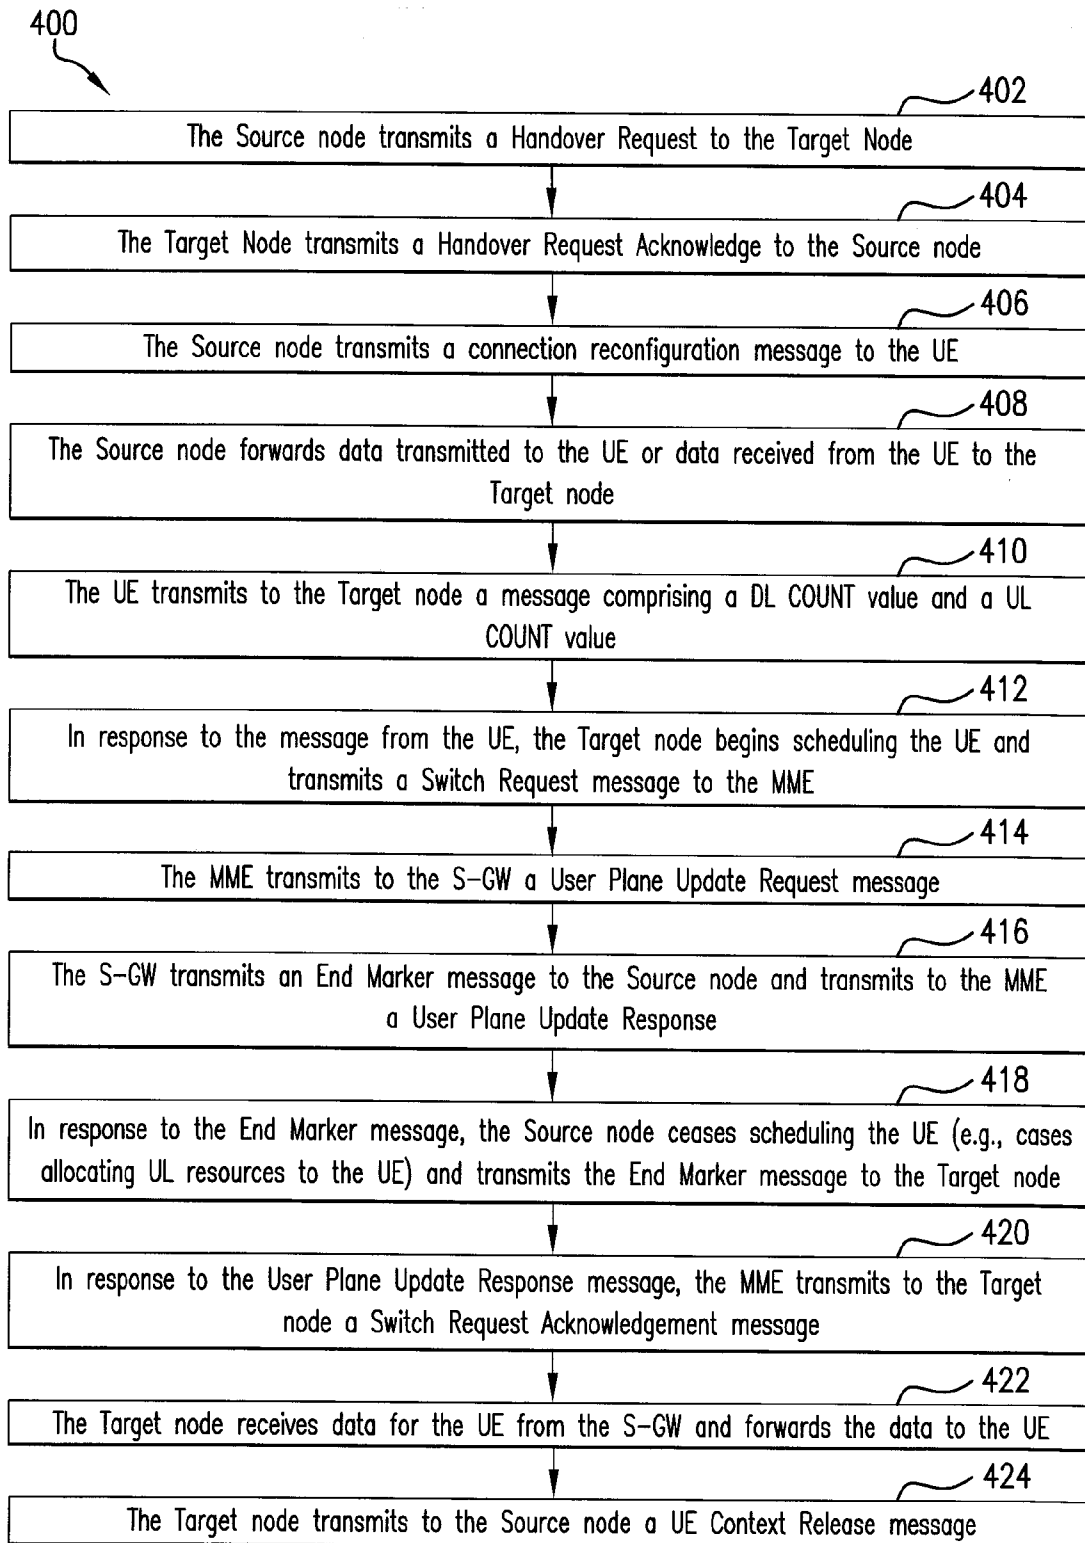 400
402
The Source node transmits a Handover Request to the Target Node
404
The Target Node transmits a Handover Request Acknowledge to the Source node
406
The Source node transmits a connection reconfiguration message to the UE
408
The Source node forwards data transmitted to the UE or data received from the UE to the
Target node
410
The UE transmits to the Target node a message comprising a DL COUNT value and a UL
COUNT value
412
In response to the message from the UE, the Target node begins scheduling the UE and
transmits a Switch Request message to the MME
414
The MME transmits to the S-GW a User Plane Update Request message
416
The S-GW transmits an End Marker message to the Source node and transmits to the MME
a User Plane Update Response
418
In response to the End Marker message, the Source node ceases scheduling the UE (e.g., cases
allocating UL resources to the UE) and transmits the End Marker message to the Target node
420
In response to the User Plane Update Response message, the MME transmits to the Target
node a Switch Request Acknowledgement message
422
The Target node receives data for the UE from the S-GW and forwards the data to the UE
424
The Target node transmits to the Source node a UE Context Release message